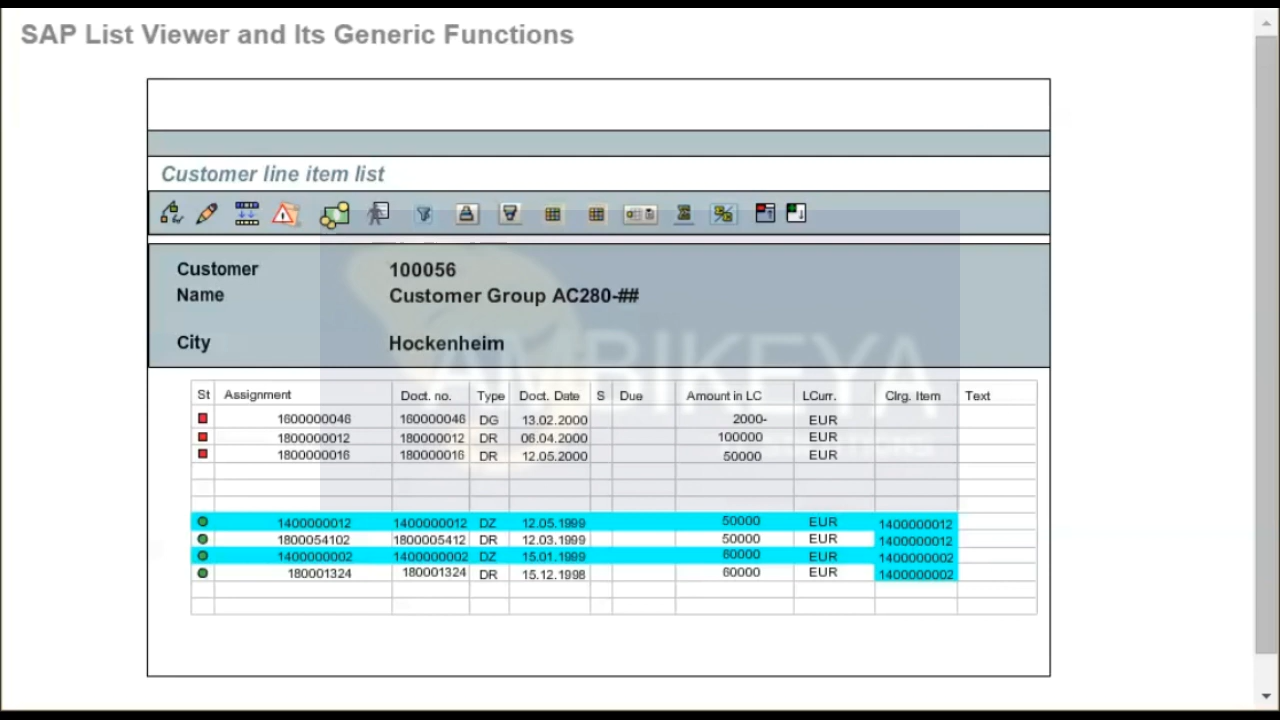 SAP List Viewer and Its Generic Functions
Customer line item list
Customer 100056
Name Customer Group AC280-##
City Hockenheim
St Assignment Doct. no. Type Doct. Date S Due Amount in LC LCurr. Clrg. Item Text
1600000046 160000046 DG 13.02.2000 2000- EUR
1800000012 180000012 DR 06.04.2000 100000 EUR
1800000016 180000016 DR 12.05.2000 50000 EUR
1400000012 1400000012 DZ 12.05.1999 50000 EUR 1400000012
1800054102 1800005412 DR 12.03.1999 50000 EUR 1400000012
1400000002 1400000002 DZ 15.01.1999 60000 EUR 1400000002
180001324 180001324 DR 15.12.1998 60000 EUR 1400000002
AMBIKEYA